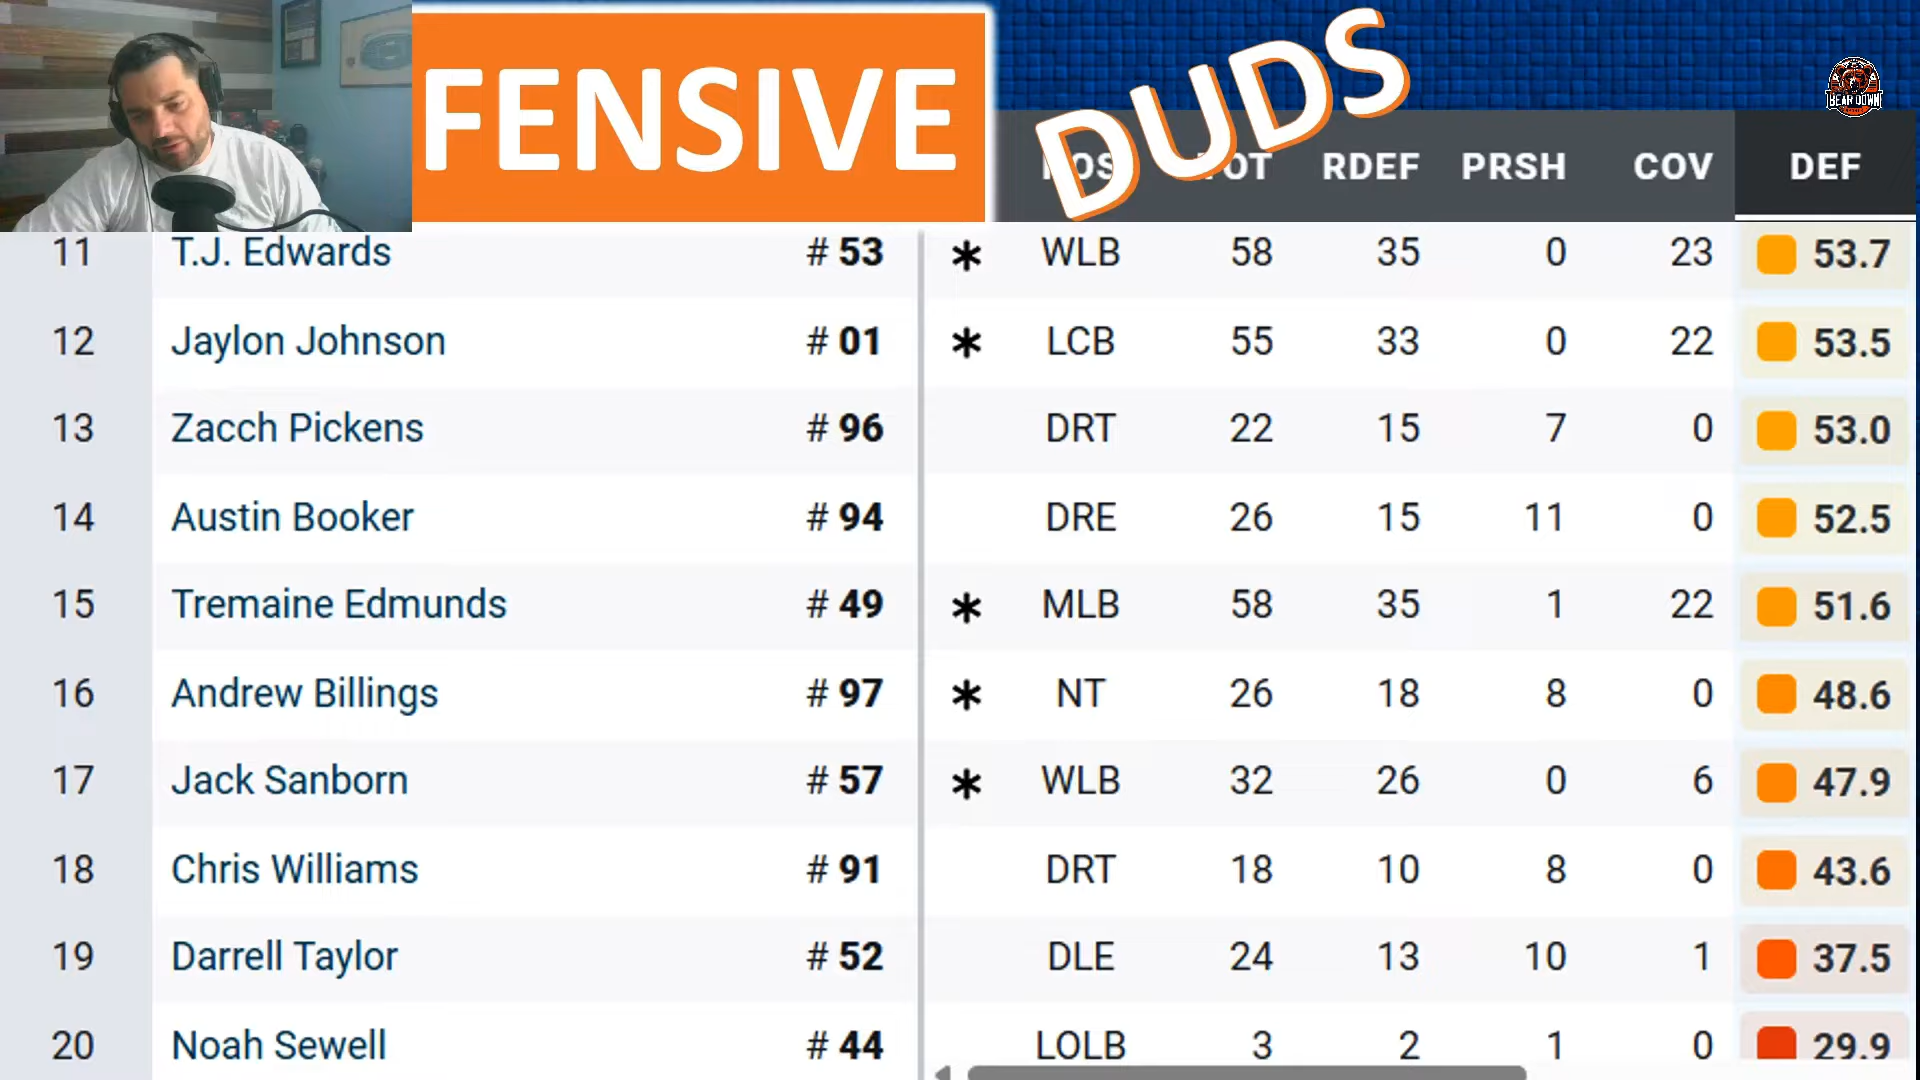 FENSIVE
DUDS
BEAR DOWN
RDEF PRSH COV DEF
11 T.J. Edwards # 53 * WLB 58 35 0 23 53.7
12 Jaylon Johnson # 01 * LCB 55 33 0 22 53.5
13 Zacch Pickens # 96 DRT 22 15 7 0 53.0
14 Austin Booker # 94 DRE 26 15 11 0 52.5
15 Tremaine Edmunds # 49 * MLB 58 35 1 22 51.6
16 Andrew Billings # 97 * NT 26 18 8 0 48.6
17 Jack Sanborn # 57 * WLB 32 26 0 6 47.9
18 Chris Williams # 91 DRT 18 10 8 0 43.6
19 Darrell Taylor # 52 DLE 24 13 10 1 37.5
20 Noah Sewell # 44 LOLB 3 2 1 0 29.9